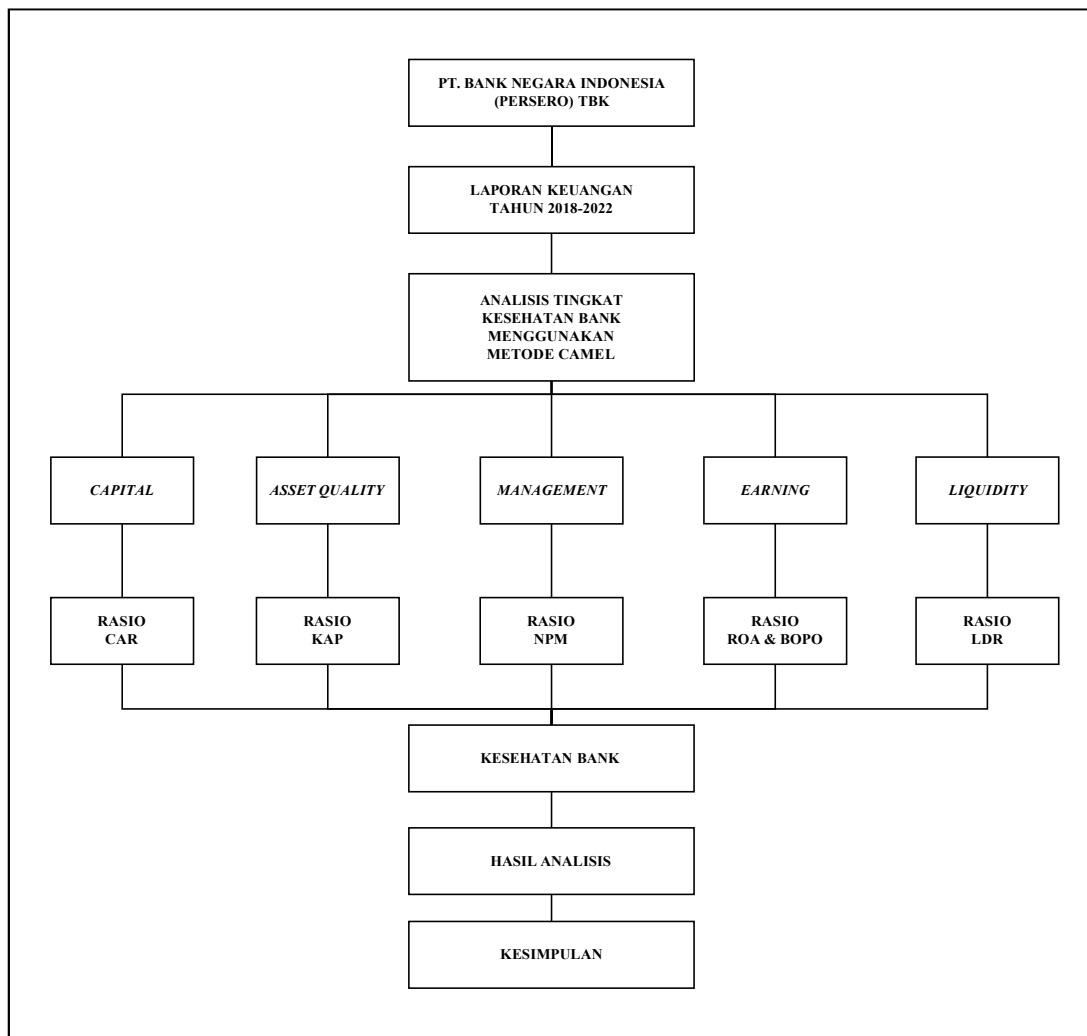 PT. BANK NEGARA INDONESIA
(PERSERO) TBK
LAPORAN KEUANGAN
TAHUN 2018-2022
ANALISIS TINGKAT
KESEHATAN BANK
MENGGUNAKAN
METODE CAMEL
CAPITAL
ASSET QUALITY
MANAGEMENT
EARNING
LIQUIDITY
RASIO
CAR
RASIO
KAP
RASIO
NPM
RASIO
ROA & BOPO
RASIO
LDR
KESEHATAN BANK
HASIL ANALISIS
KESIMPULAN